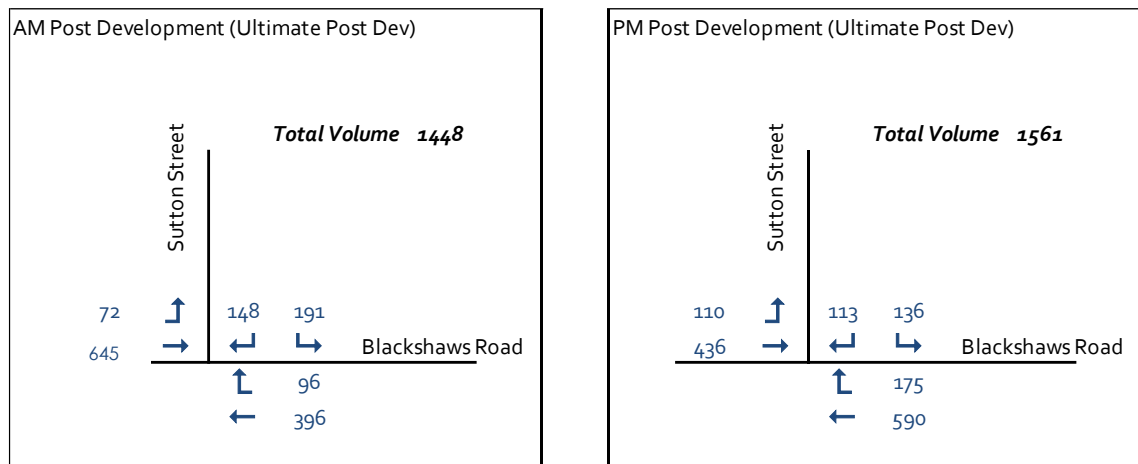 AM Post Development (Ultimate Post Dev)
Sutton Street
Total Volume 1448
72
148
191
645
Blackshaws Road
96
396
PM Post Development (Ultimate Post Dev)
Sutton Street
Total Volume 1561
110
113
136
436
Blackshaws Road
175
590